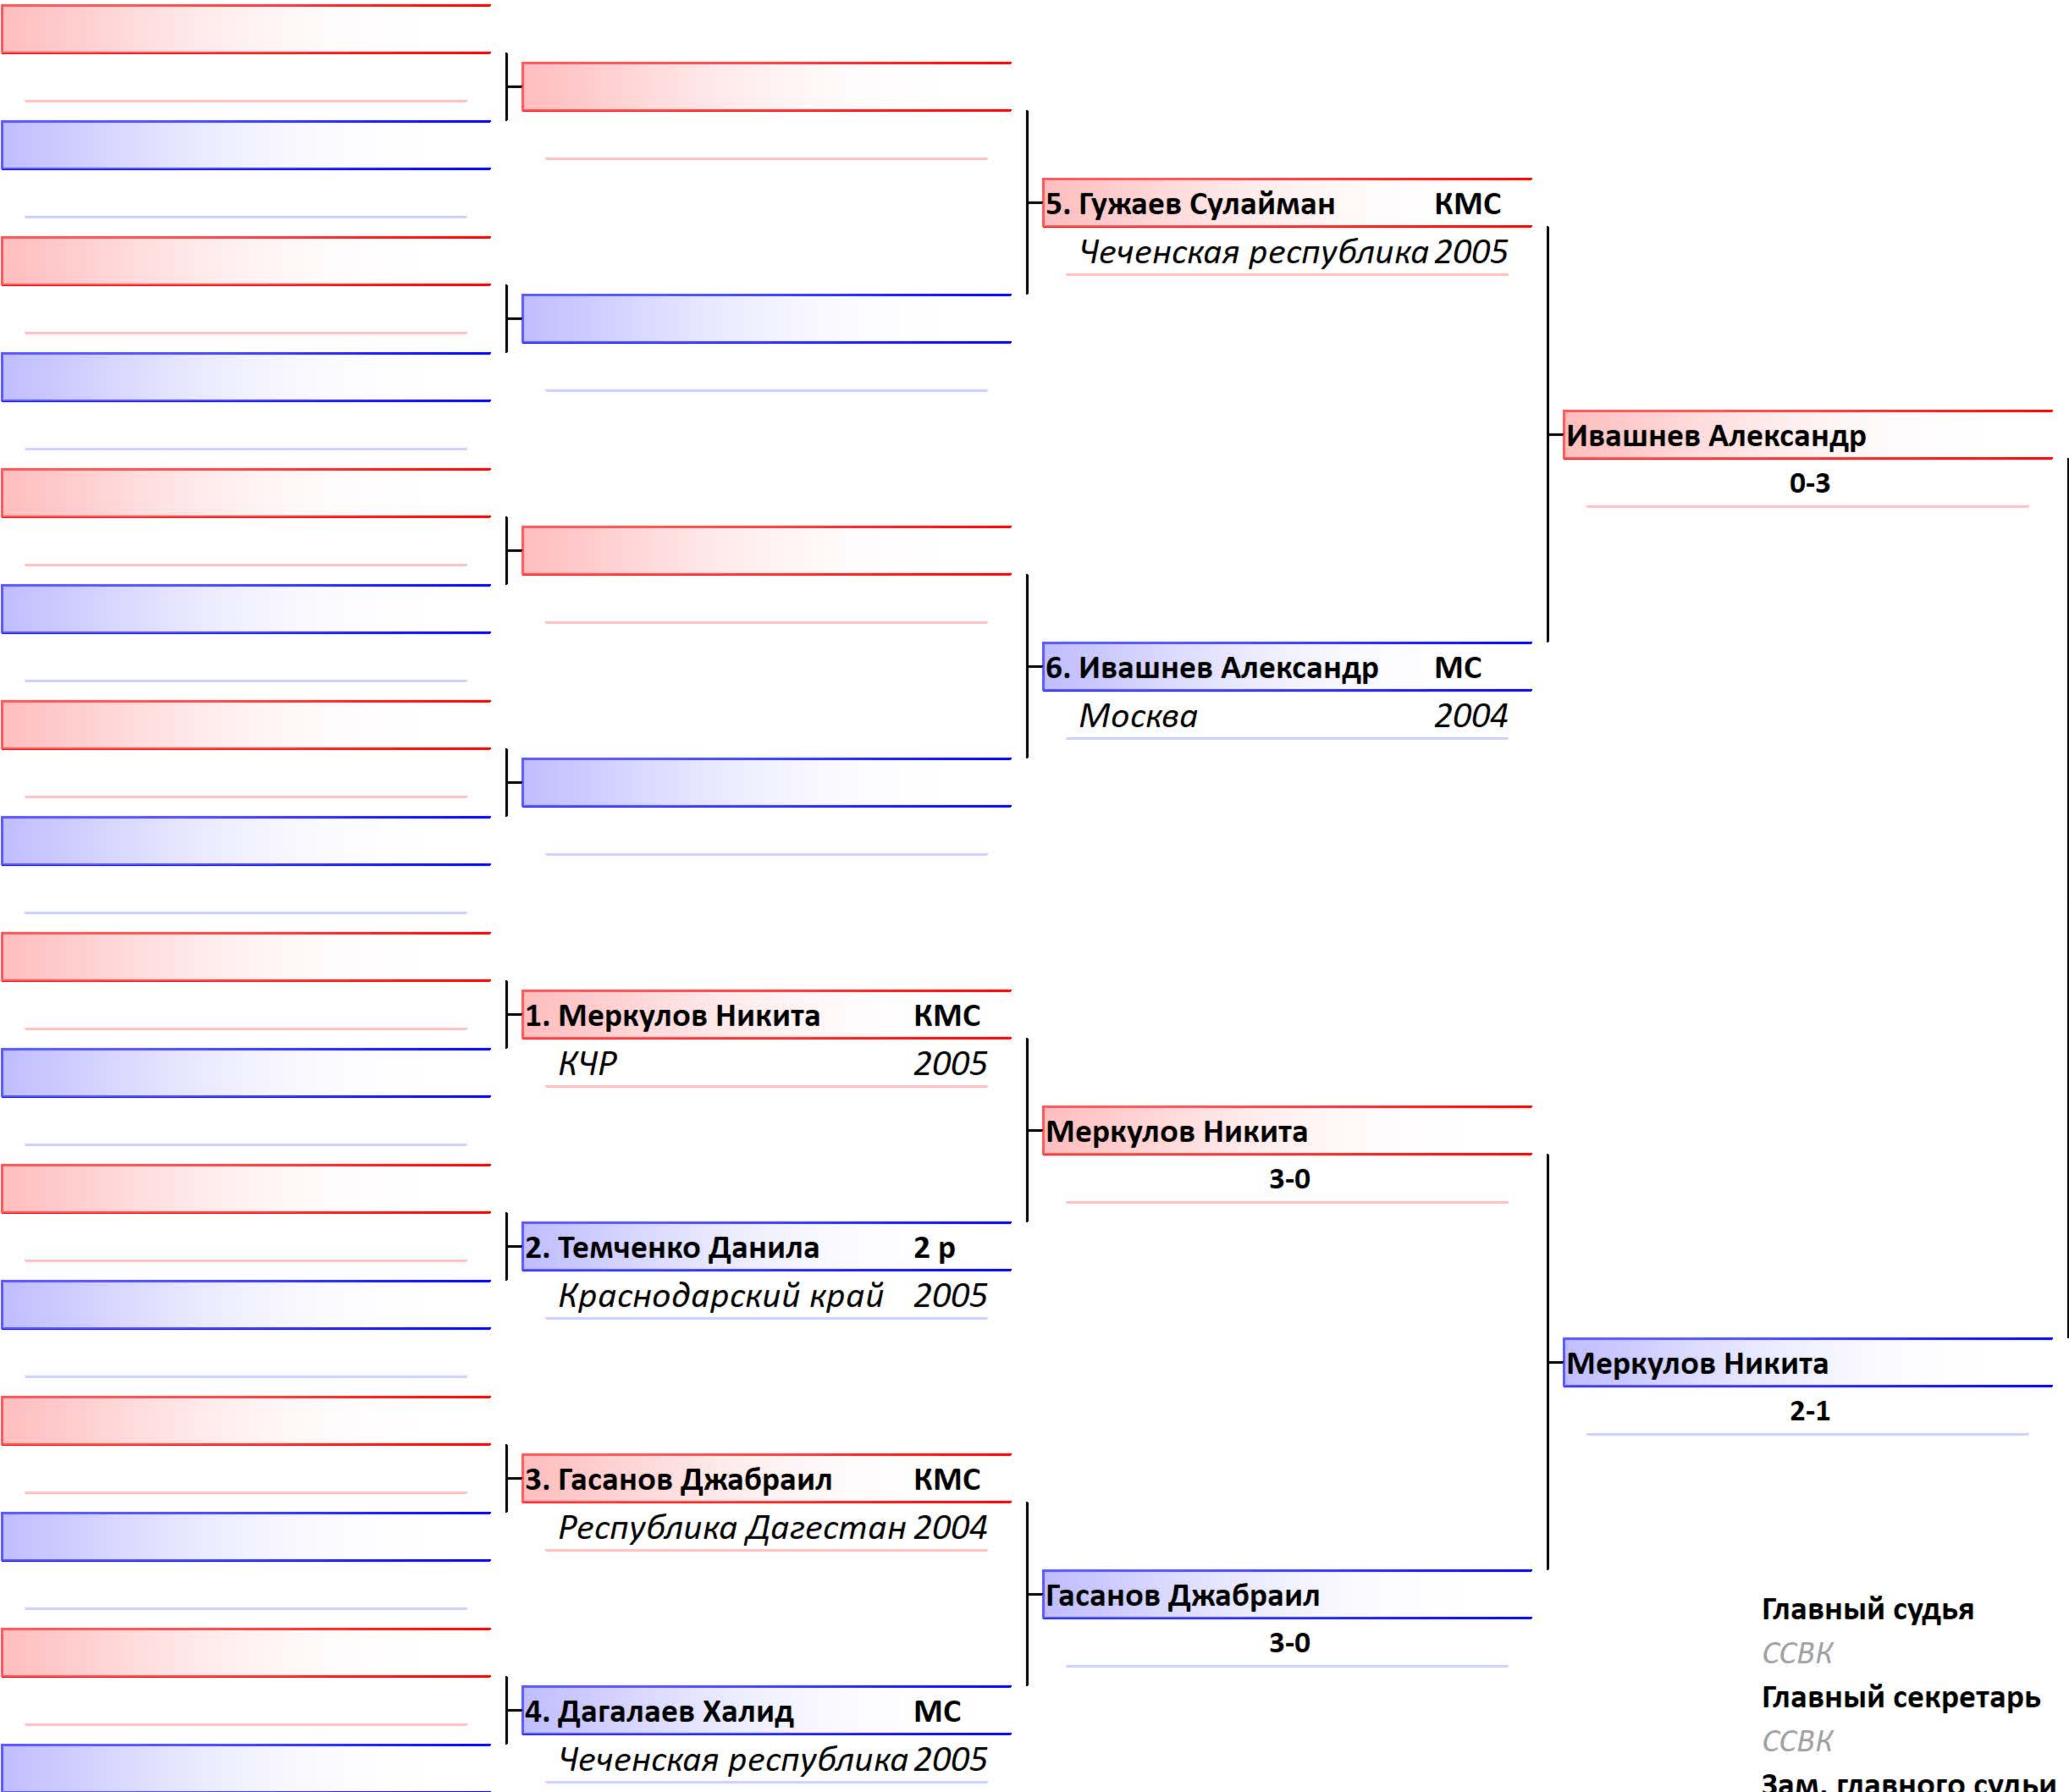 5. Гужаев Сулайман КМС
Чеченская республика 2005
Ивашнев Александр
0-3
6. Ивашнев Александр МС
Москва 2004
1. Меркулов Никита КМС
КЧР 2005
Меркулов Никита
3-0
2. Темченко Данила 2 р
Краснодарский край 2005
Меркулов Никита
2-1
3. Гасанов Джабраил КМС
Республика Дагестан 2004
Гасанов Джабраил
3-0
4. Дагалаев Халид МС
Чеченская республика 2005
Главный судья
ССВК
Главный секретарь
ССВК
Зам. главного судьи